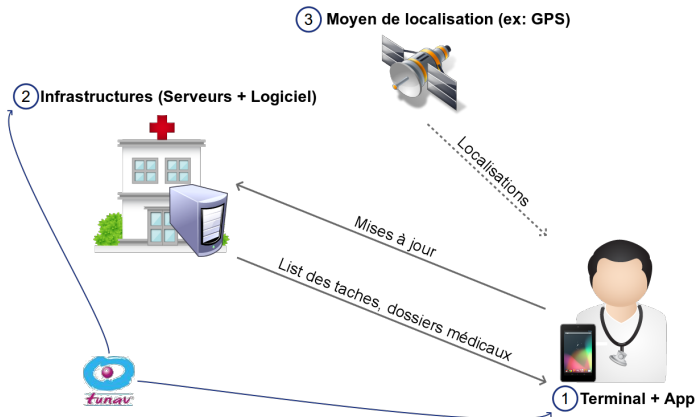 3 Moyen de localisation (ex: GPS)
2 Infrastructures (Serveurs + Logiciel)
Localisations
Mises à jour
List des taches, dossiers médicaux
tunav
1 Terminal + App